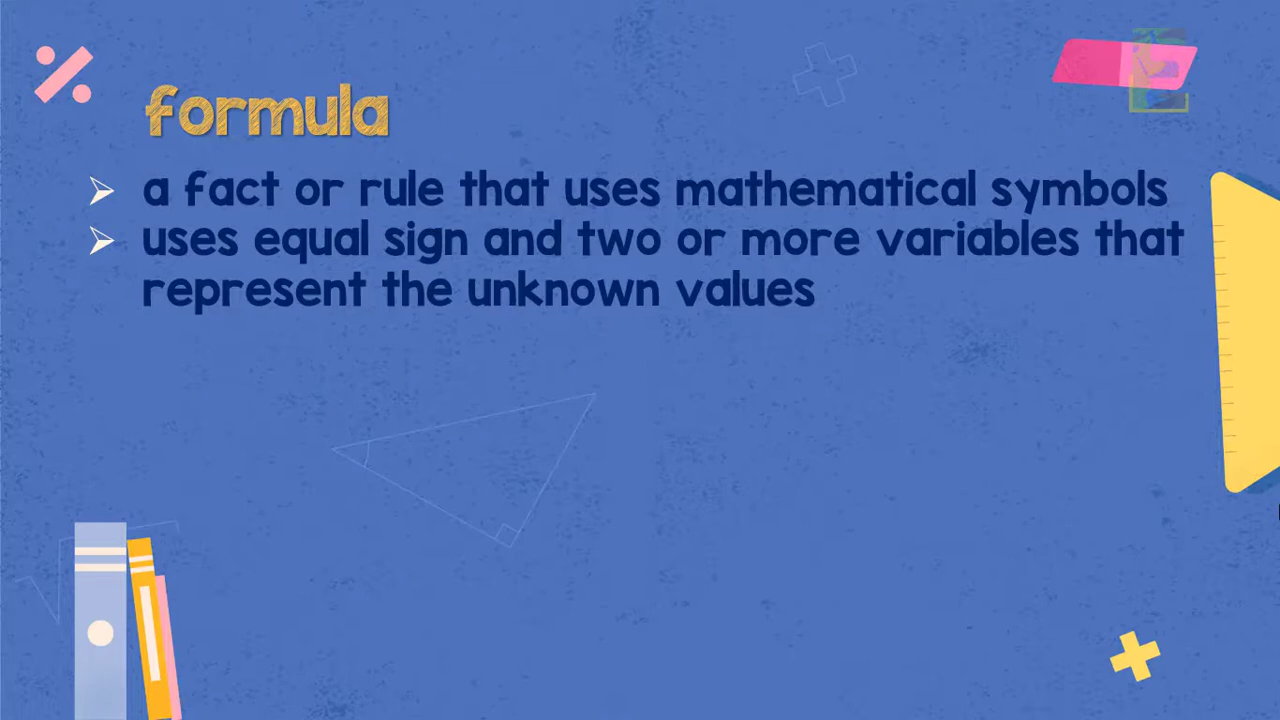 formula
a fact or rule that uses mathematical symbols
uses equal sign and two or more variables that
represent the unknown values